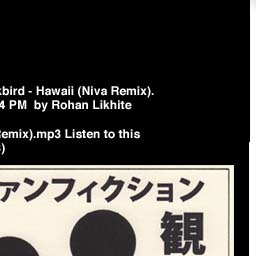 kbird - Hawaii (Niva Remix).
4 PM  by Rohan Likhite
Remix).mp3 Listen to this
)
ァンフィクション
観